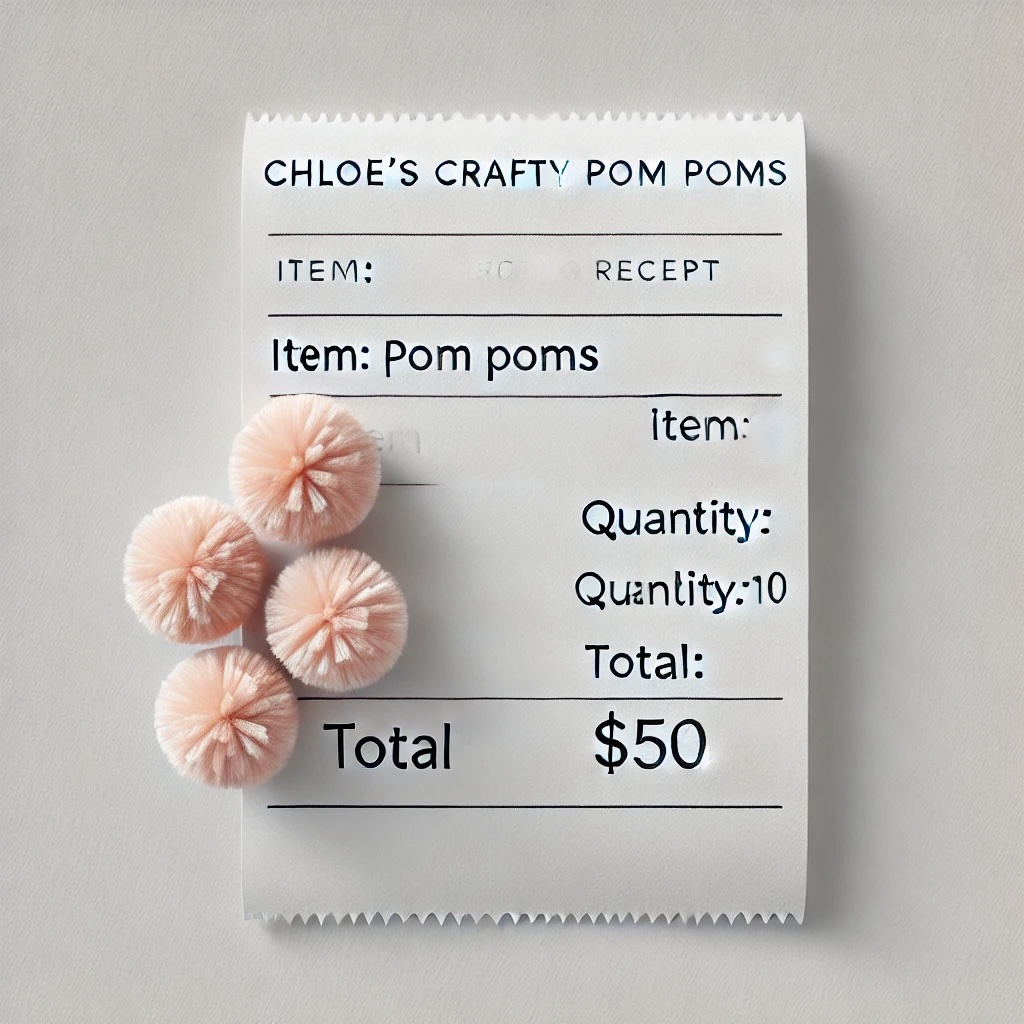 CHLOE'S CRAFTY POM POMS
ITEM: RECEPT
Item: Pom poms
Item:
Quantity:
Quantity:10
Total:
Total $50